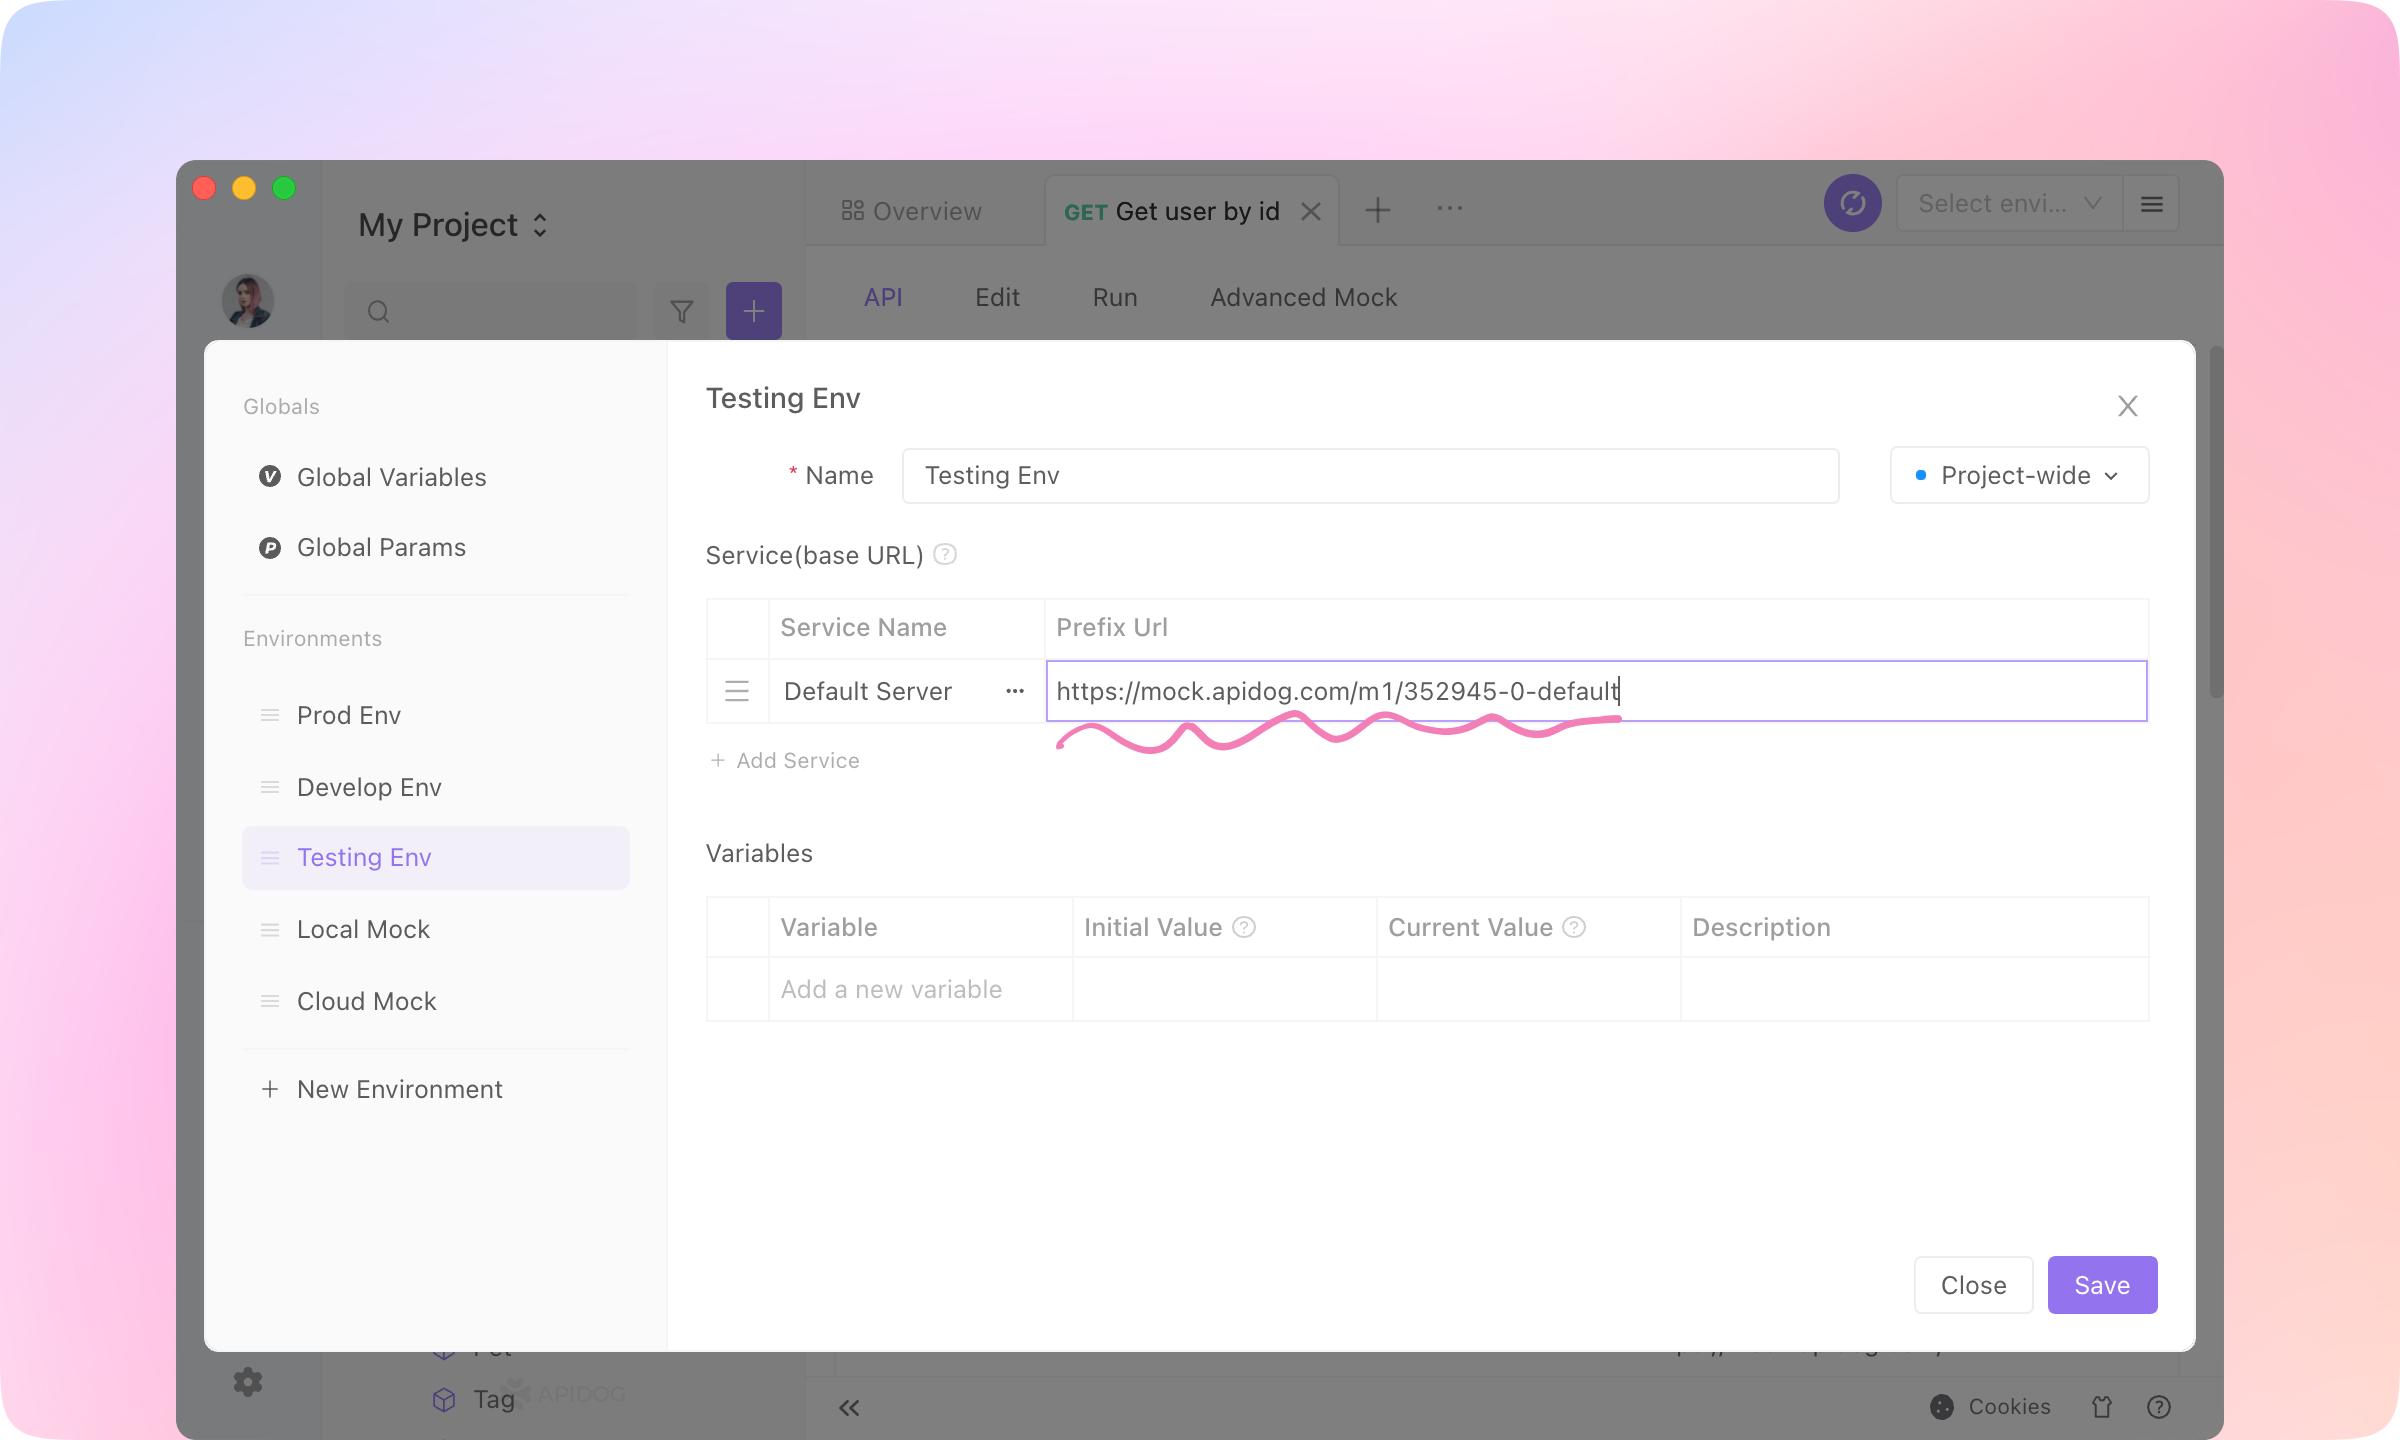 My Project
Overview
GET Get user by id
Select envi...
API
Edit
Run
Advanced Mock
Globals
Global Variables
Global Params
Environments
Prod Env
Develop Env
Testing Env
Local Mock
Cloud Mock
New Environment
Testing Env
* Name
Testing Env
Project-wide
Service(base URL)
Service Name
Prefix Url
Default Server
https://mock.apidog.com/m1/352945-0-default
+ Add Service
Variables
Variable
Initial Value
Current Value
Description
Add a new variable
Close
Save
Tag
APIDOG
Cookies